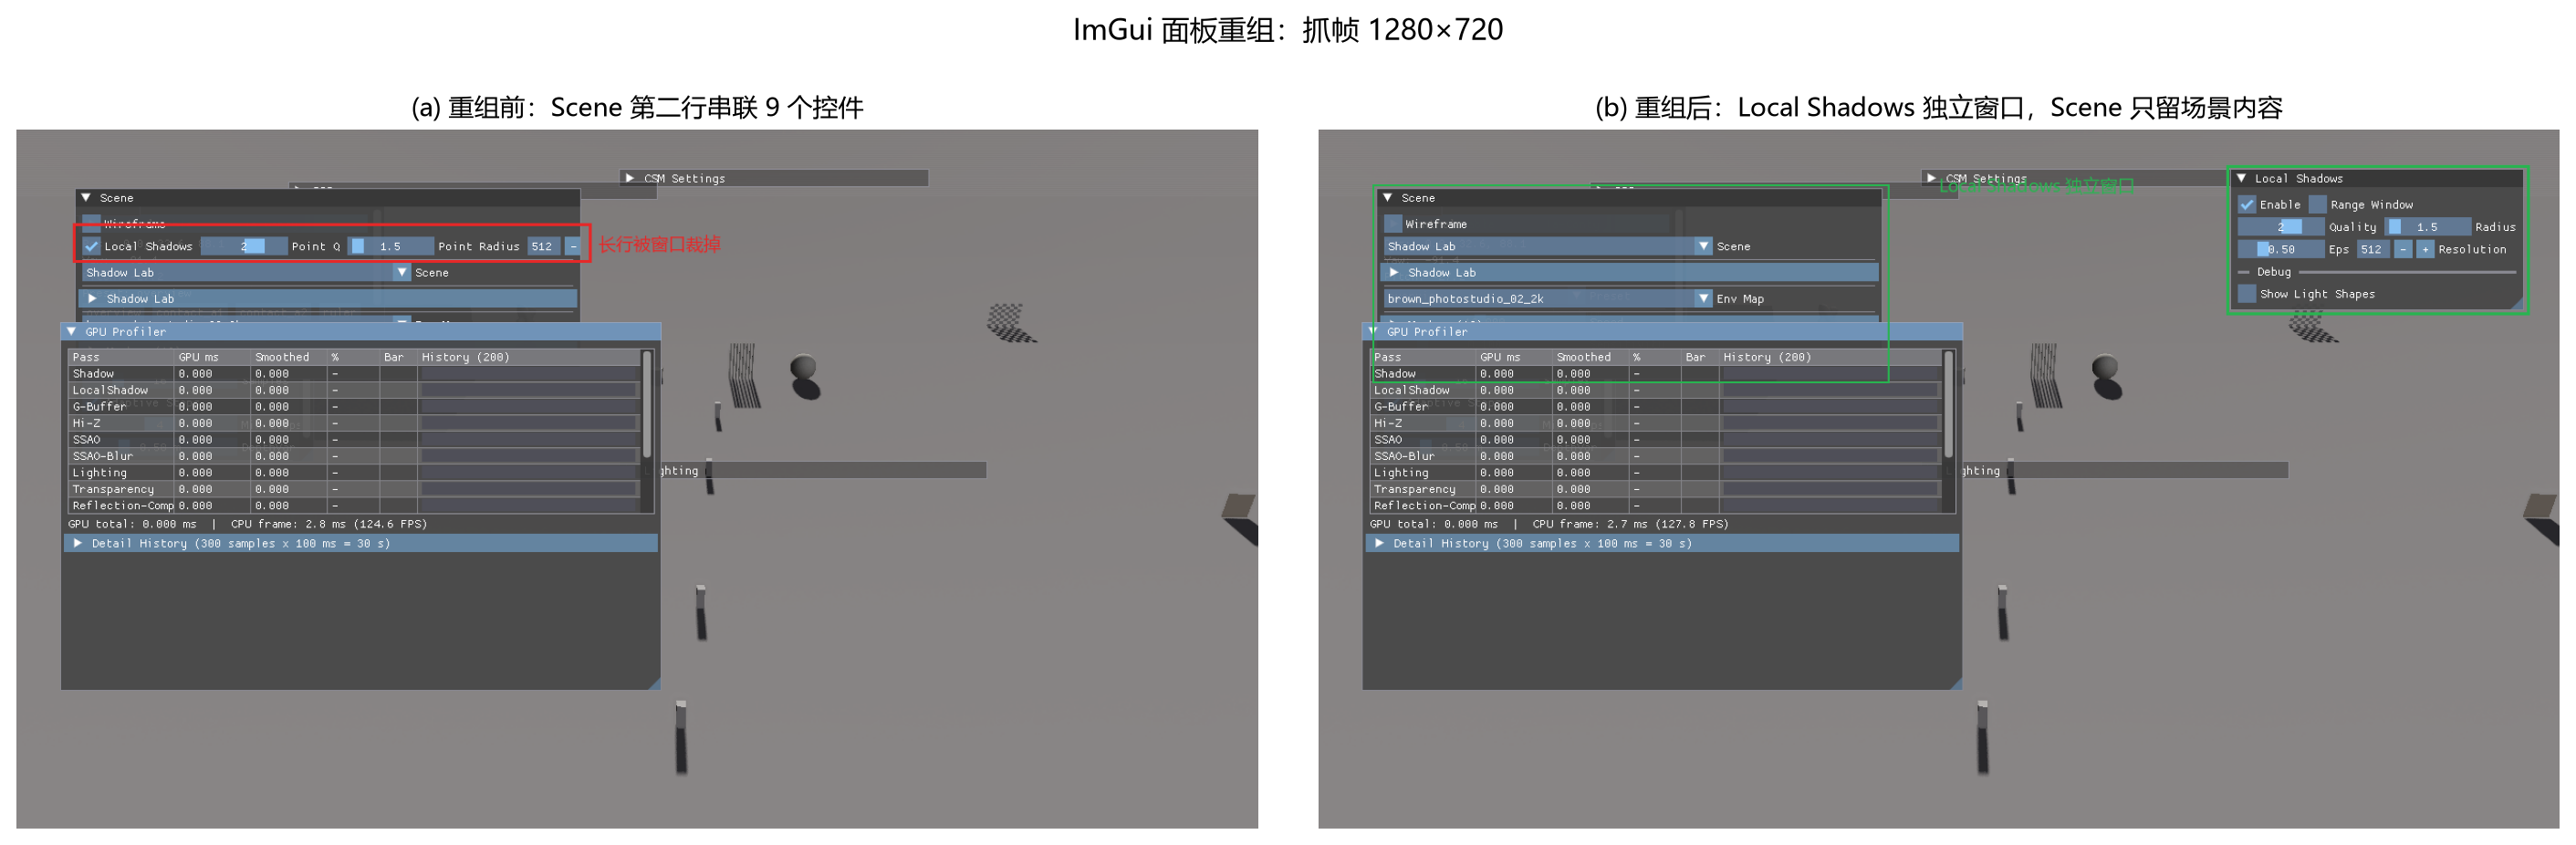 ImGui 面板重组：抓帧 1280×720
(a) 重组前：Scene 第二行串联 9 个控件
CSM Settings
Scene
Wireframe
Local Shadows 2 Point Q 1.5 Point Radius 512 -
长行被窗口裁掉
Shadow Lab Scene
Shadow Lab
GPU Profiler
Pass GPU ms Smoothed % Bar History (200)
Shadow 0.000 0.000 -
LocalShadow 0.000 0.000 -
G-Buffer 0.000 0.000 -
Hi-Z 0.000 0.000 -
SSAO 0.000 0.000 -
SSAO-Blur 0.000 0.000 -
Lighting 0.000 0.000 -
ghting
Transparency 0.000 0.000 -
Reflection-Comp 0.000 0.000 -
GPU total: 0.000 ms | CPU frame: 2.8 ms (124.6 FPS)
Detail History (300 samples x 100 ms = 30 s)
(b) 重组后：Local Shadows 独立窗口，Scene 只留场景内容
CSM Settings
Local Shadows 独立窗口
Scene
Wireframe
Shadow Lab Scene
Shadow Lab
brown_photostudio_02_2k Env Map
Local Shadows
Enable Range Window
2 Quality 1.5 Radius
0.50 Eps 512 - + Resolution
Debug
Show Light Shapes
GPU Profiler
Pass GPU ms Smoothed % Bar History (200)
Shadow 0.000 0.000 -
LocalShadow 0.000 0.000 -
G-Buffer 0.000 0.000 -
Hi-Z 0.000 0.000 -
SSAO 0.000 0.000 -
SSAO-Blur 0.000 0.000 -
Lighting 0.000 0.000 -
ghting
Transparency 0.000 0.000 -
Reflection-Comp 0.000 0.000 -
GPU total: 0.000 ms | CPU frame: 2.7 ms (127.8 FPS)
Detail History (300 samples x 100 ms = 30 s)